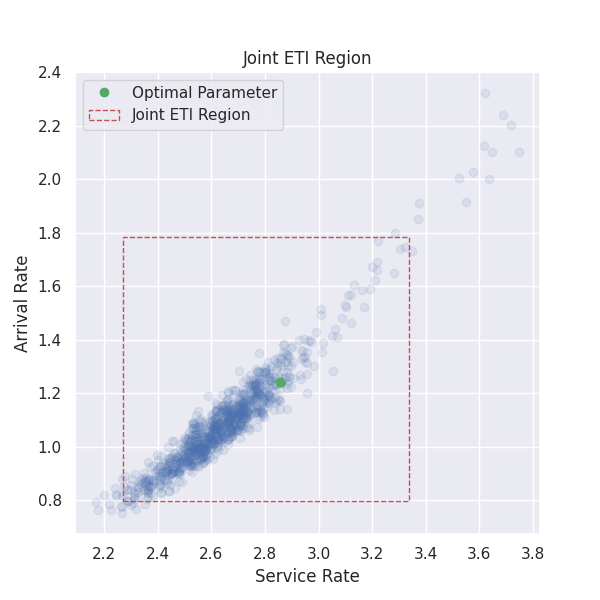 Joint ETI Region
Optimal Parameter
Joint ETI Region
Arrival Rate
2.4
2.2
2.0
1.8
1.6
1.4
1.2
1.0
0.8
2.2 2.4 2.6 2.8 3.0 3.2 3.4 3.6 3.8
Service Rate